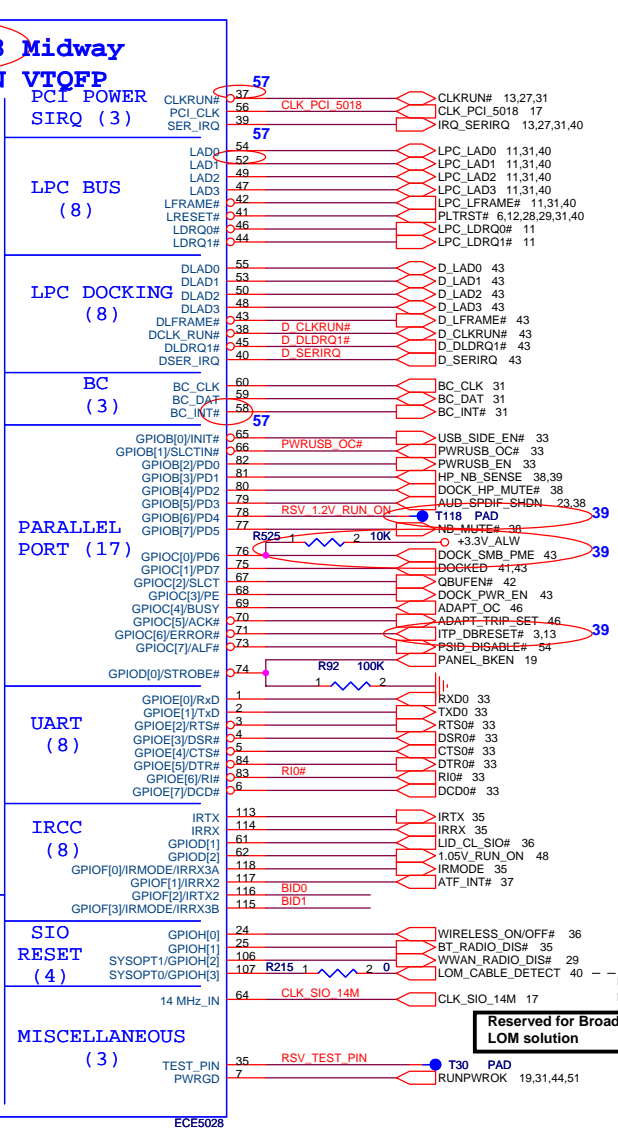 Midway
VTQFP
PCI POWER
SIRQ (3)
57
CLKRUN# 37 CLKRUN# 13,27,31
PCI_CLK 56 CLK_PCI_5018 CLK_PCI_5018 17
SER_IRQ 39 IRQ_SERIRQ 13,27,31,40
57
LPC BUS
(8)
LAD0 54 LPC_LAD0 11,31,40
LAD1 52 LPC_LAD1 11,31,40
LAD2 49 LPC_LAD2 11,31,40
LAD3 47 LPC_LAD3 11,31,40
LFRAME# 42 LPC_LFRAME# 11,31,40
LRESET# 41 PLTRST# 6,12,28,29,31,40
LDRQ0# 46 LPC_LDRQ0# 11
LDRQ1# 44 LPC_LDRQ1# 11
LPC DOCKING
(8)
DLAD0 55 D_LAD0 43
DLAD1 53 D_LAD1 43
DLAD2 50 D_LAD2 43
DLAD3 48 D_LAD3 43
DLFRAME# 43 D_LFRAME# 43
DCLK_RUN# 38 D_CLKRUN# D_CLKRUN# 43
DLDRQ1# 45 D_DLDRQ1# D_DLDRQ1# 43
DSER_IRQ 40 D_SERIRQ D_SERIRQ 43
BC
(3)
BC_CLK 60 BC_CLK 31
BC_DAT 59 BC_DAT 31
BC_INT# 58 BC_INT# 31
57
PARALLEL
PORT (17)
GPIOB[0]/INIT# 65 USB_SIDE_EN# 33
GPIOB[1]/SLCTIN# 66 PWRUSB_OC# PWRUSB_OC# 33
GPIOB[2]/PD0 82 PWRUSB_EN 33
GPIOB[3]/PD1 81 HP_NB_SENSE 38,39
GPIOB[4]/PD2 80 DOCK_HP_MUTE# 38
GPIOB[5]/PD3 79 AUD_SPDIF_SHDN 23,38
GPIOB[6]/PD4 78 RSV_1.2V_RUN_ON T118 PAD 39
GPIOB[7]/PD5 77 NB_MUTE# 38
R525 1 2 10K +3.3V_ALW
GPIOC[0]/PD6 76 DOCK_SMB_PME 43 39
GPIOC[1]/PD7 75 DOCKED 41,43
GPIOC[2]/SLCT 67 QBUFEN# 42
GPIOC[3]/PE 68 DOCK_PWR_EN 43
GPIOC[4]/BUSY 69 ADAPT_OC 46
GPIOC[5]/ACK# 70 ADAPT_TRIP_SET 46
GPIOC[6]/ERROR# 71 ITP_DBRESET# 3,13 39
GPIOC[7]/ALF# 73 PSID_DISABLE# 54
GPIOD[0]/STROBE# 74 PANEL_BKEN 19
R92 100K
1 2
UART
(8)
GPIOE[0]/RxD 1 RXD0 33
GPIOE[1]/TxD 2 TXD0 33
GPIOE[2]/RTS# 3 RTS0# 33
GPIOE[3]/DSR# 4 DSR0# 33
GPIOE[4]/CTS# 5 CTS0# 33
GPIOE[5]/DTR# 84 DTR0# 33
GPIOE[6]/RI# 83 RI0# RI0# 33
GPIOE[7]/DCD# 6 DCD0# 33
IRCC
(8)
IRTX 113 IRTX 35
IRRX 114 IRRX 35
GPIOD[1] 61 LID_CL_SIO# 36
GPIOD[2] 62 1.05V_RUN_ON 48
GPIOF[0]/IRMODE/IRRX3A 118 IRMODE 35
GPIOF[1]/IRRX2 117 ATF_INT# 37
GPIOF[2]/IRTX2 116 BID0
GPIOF[3]/IRMODE/IRRX3B 115 BID1
SIO
RESET
(4)
GPIOH[0] 24 WIRELESS_ON/OFF# 36
GPIOH[1] 25 BT_RADIO_DIS# 35
SYSOPT1/GPIOH[2] 106 WWAN_RADIO_DIS# 29
SYSOPT0/GPIOH[3] 107 R215 1 2 0 LOM_CABLE_DETECT 40
14 MHz_IN 64 CLK_SIO_14M CLK_SIO_14M 17
Reserved for Broad
LOM solution
MISCELLANEOUS
(3)
TEST_PIN 35 RSV_TEST_PIN T30 PAD
PWRGD 7 RUNPWROK 19,31,44,51
ECE5028